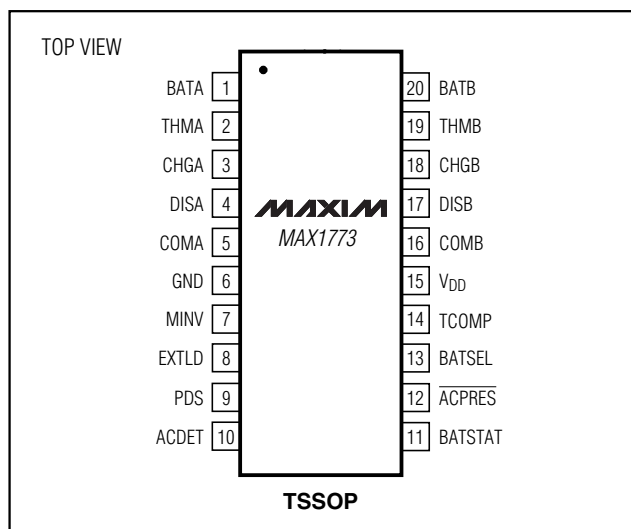 TOP VIEW
BATA 1 20 BATB
THMA 2 19 THMB
CHGA 3 18 CHGB
DISA 4 MAXIM 17 DISB
COMA 5 MAX1773 16 COMB
GND 6 15 VDD
MINV 7 14 TCOMP
EXTLD 8 13 BATSEL
PDS 9 12 ACPRES
ACDET 10 11 BATSTAT
TSSOP